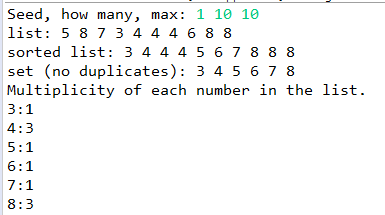 Seed, how many, max: 1 10 10
list: 5 8 7 3 4 4 4 6 8 8
sorted list: 3 4 4 4 5 6 7 8 8 8
set (no duplicates): 3 4 5 6 7 8
Multiplicity of each number in the list.
3:1
4:3
5:1
6:1
7:1
8:3